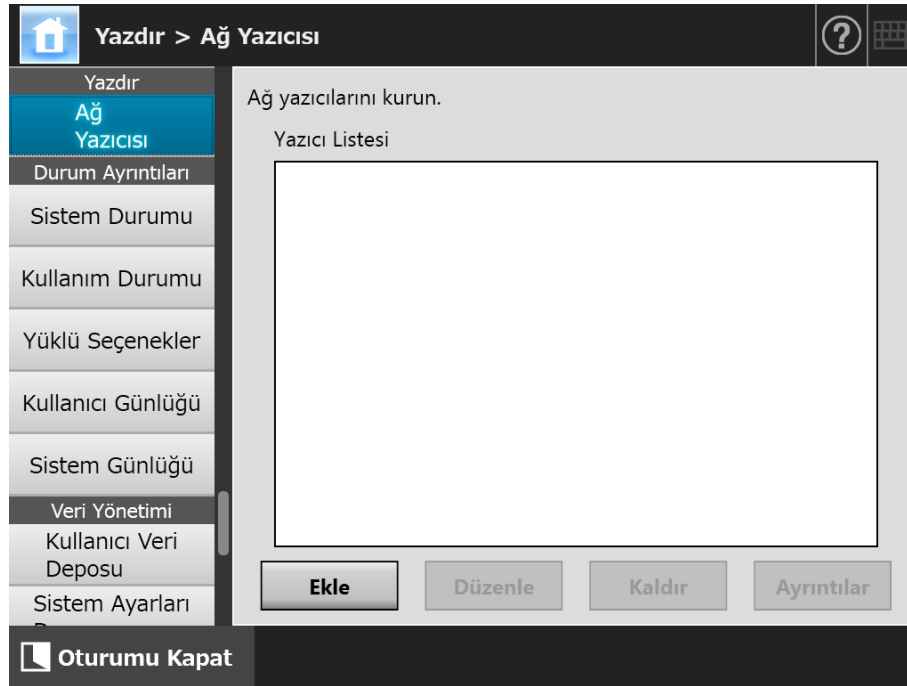 Yazdır > Ağ Yazıcısı
?
Yazdır
Ağ
Yazıcısı
Durum Ayrıntıları
Sistem Durumu
Kullanım Durumu
Yüklü Seçenekler
Kullanıcı Günlüğü
Sistem Günlüğü
Veri Yönetimi
Kullanıcı Veri
Deposu
Sistem Ayarları
Ağ yazıcılarını kurun.
Yazıcı Listesi
Ekle
Düzenle
Kaldır
Ayrıntılar
Oturumu Kapat